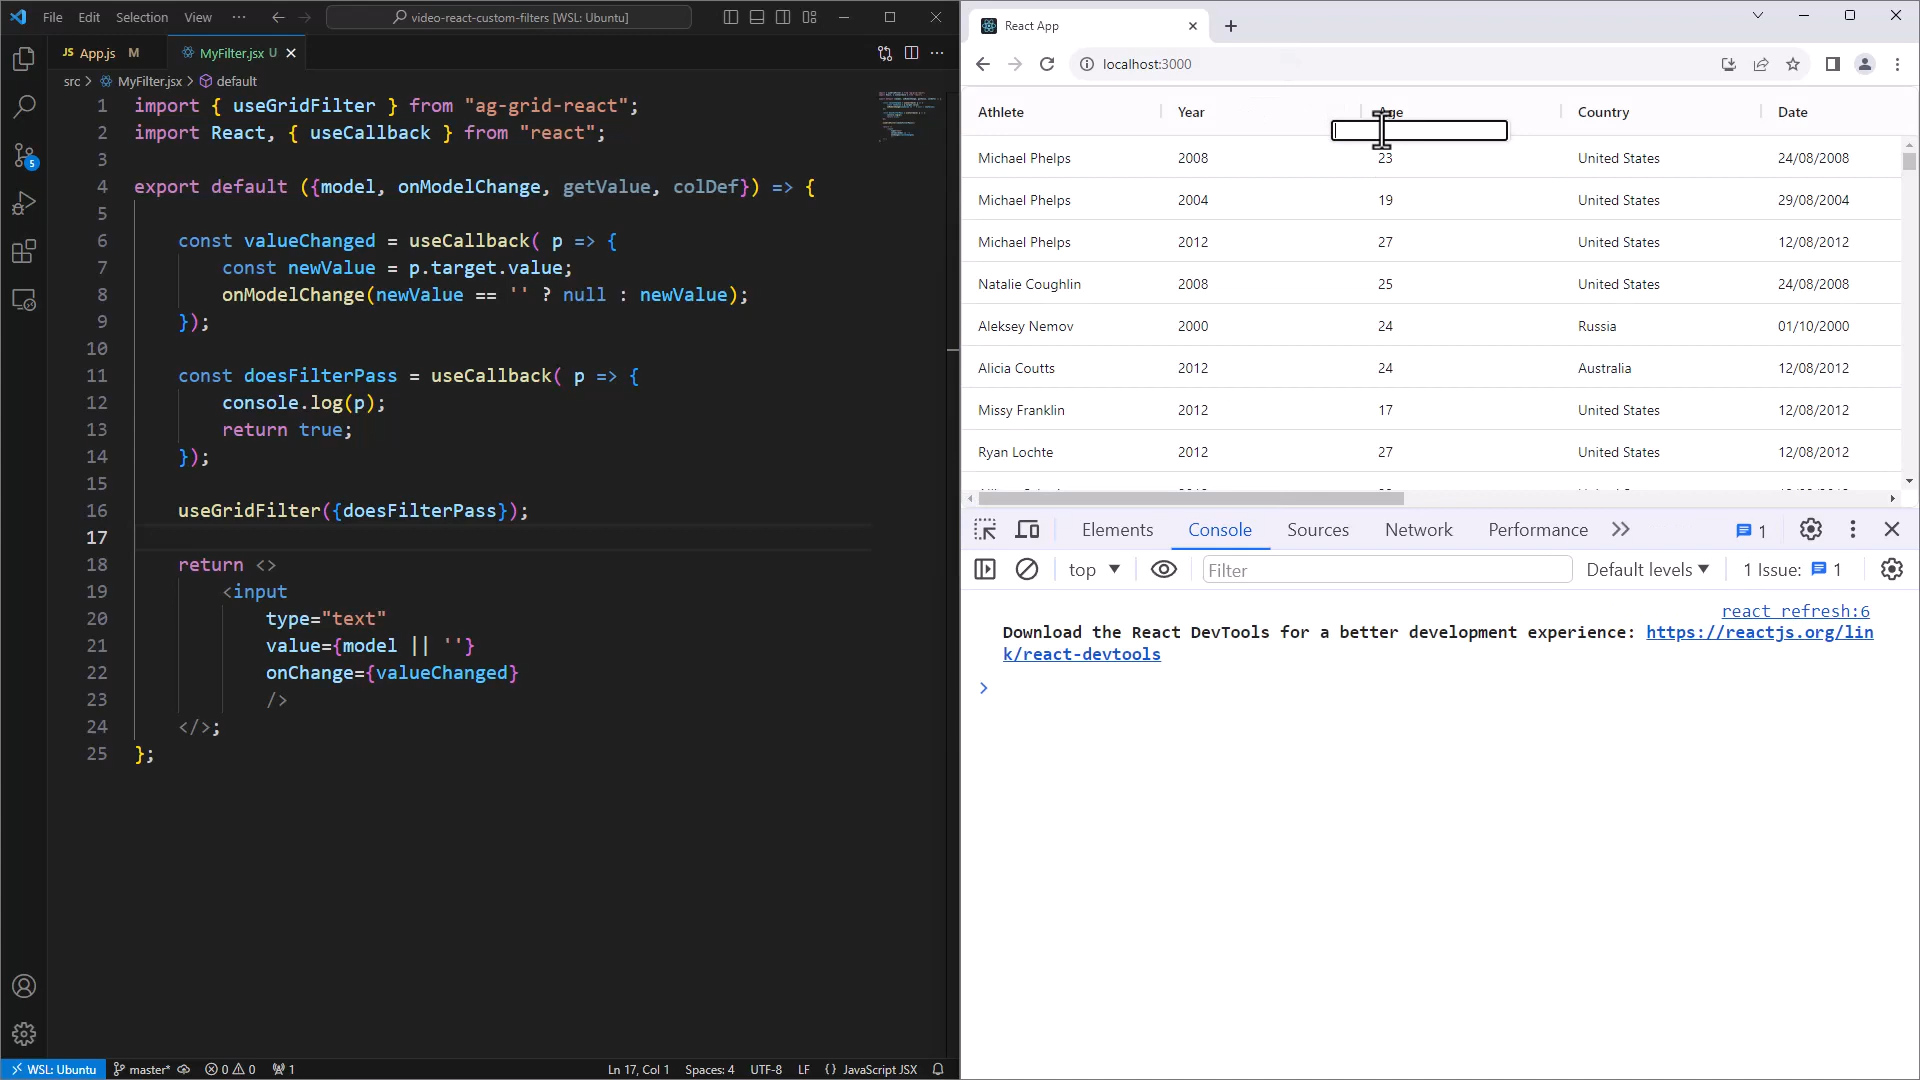 File Edit Selection View ··· video-react-custom-filters [WSL: Ubuntu]
JS App.js M MyFilter.jsx U
src > MyFilter.jsx > default
1 import { useGridFilter } from "ag-grid-react";
2 import React, { useCallback } from "react";
3
4 export default ({model, onModelChange, getValue, colDef}) => {
5
6 const valueChanged = useCallback( p => {
7 const newValue = p.target.value;
8 onModelChange(newValue == '' ? null : newValue);
9 });
10
11 const doesFilterPass = useCallback( p => {
12 console.log(p);
13 return true;
14 });
15
16 useGridFilter({doesFilterPass});
17
18 return <>
19 <input
20 type="text"
21 value={model || ''}
22 onChange={valueChanged}
23 />
24 </>;
25 };
5
WSL: Ubuntu master* 0 0 1 Ln 17, Col 1 Spaces: 4 UTF-8 LF {} JavaScript JSX
React App
localhost:3000
Athlete Year Country Date
Michael Phelps 2008 23 United States 24/08/2008
Michael Phelps 2004 19 United States 29/08/2004
Michael Phelps 2012 27 United States 12/08/2012
Natalie Coughlin 2008 25 United States 24/08/2008
Aleksey Nemov 2000 24 Russia 01/10/2000
Alicia Coutts 2012 24 Australia 12/08/2012
Missy Franklin 2012 17 United States 12/08/2012
Ryan Lochte 2012 27 United States 12/08/2012
Elements Console Sources Network Performance >> 1
top Filter Default levels 1 Issue: 1
react refresh:6
Download the React DevTools for a better development experience: https://reactjs.org/lin
k/react-devtools
>